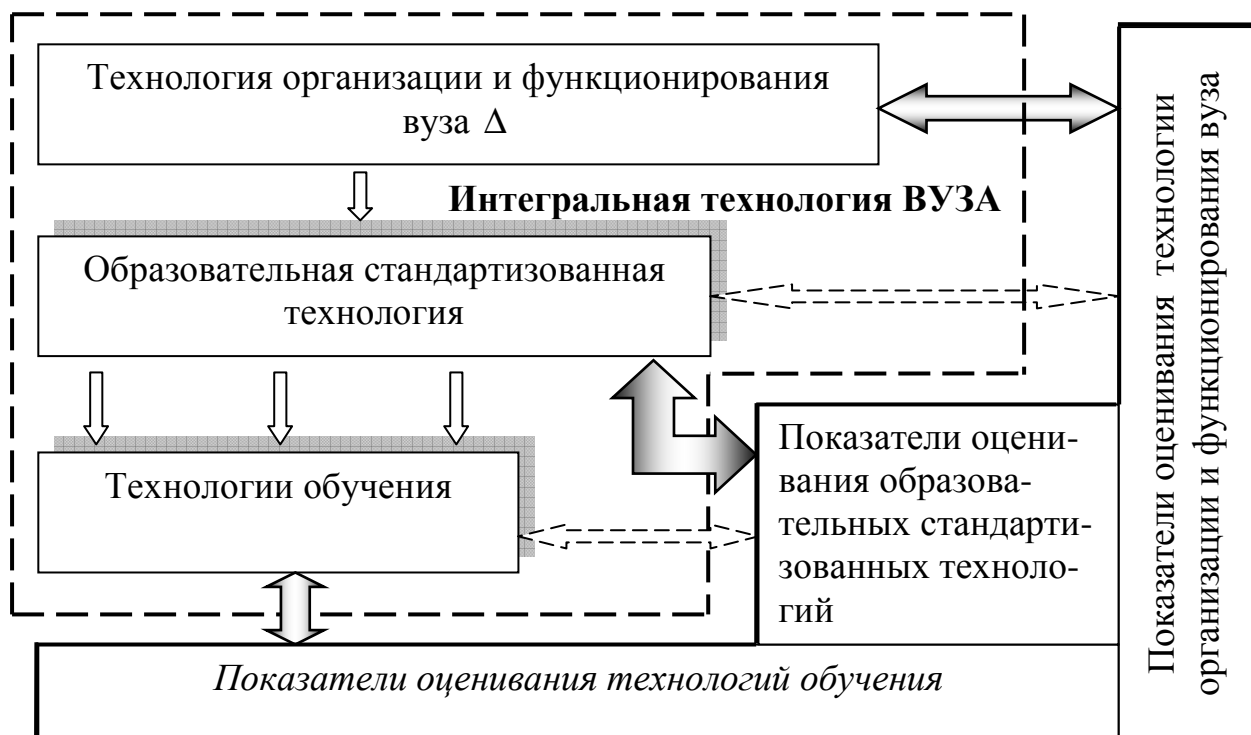 Технология организации и функционирования
вуза Δ
Интегральная технология ВУЗА
Образовательная стандартизованная
технология
Технологии обучения
Показатели оцени-
вания образова-
тельных стандарти-
зованных техноло-
гий
Показатели оценивания технологий обучения
Показатели оценивания технологии
организации и функционирования вуза